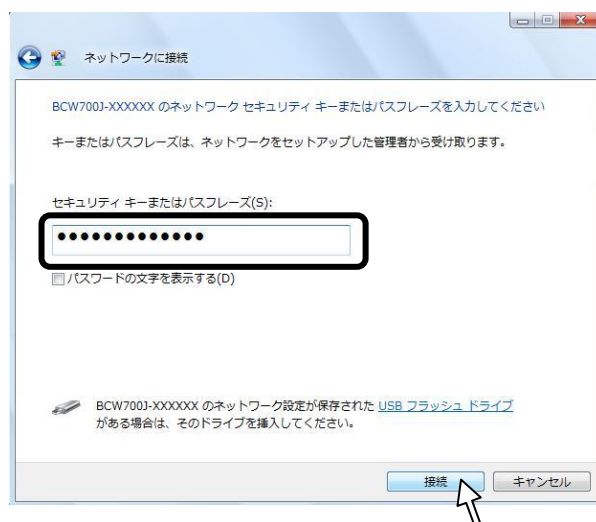 ネットワークに接続
BCW700J-XXXXXX のネットワーク セキュリティ キーまたはパスフレーズを入力してください
キーまたはパスフレーズは、ネットワークをセットアップした管理者から受け取ります。
セキュリティ キーまたはパスフレーズ(S):
●●●●●●●●●●●●●
パスワードの文字を表示する(D)
BCW700J-XXXXXX のネットワーク設定が保存された USB フラッシュ ドライブ
がある場合は、そのドライブを挿入してください。
接続 キャンセル